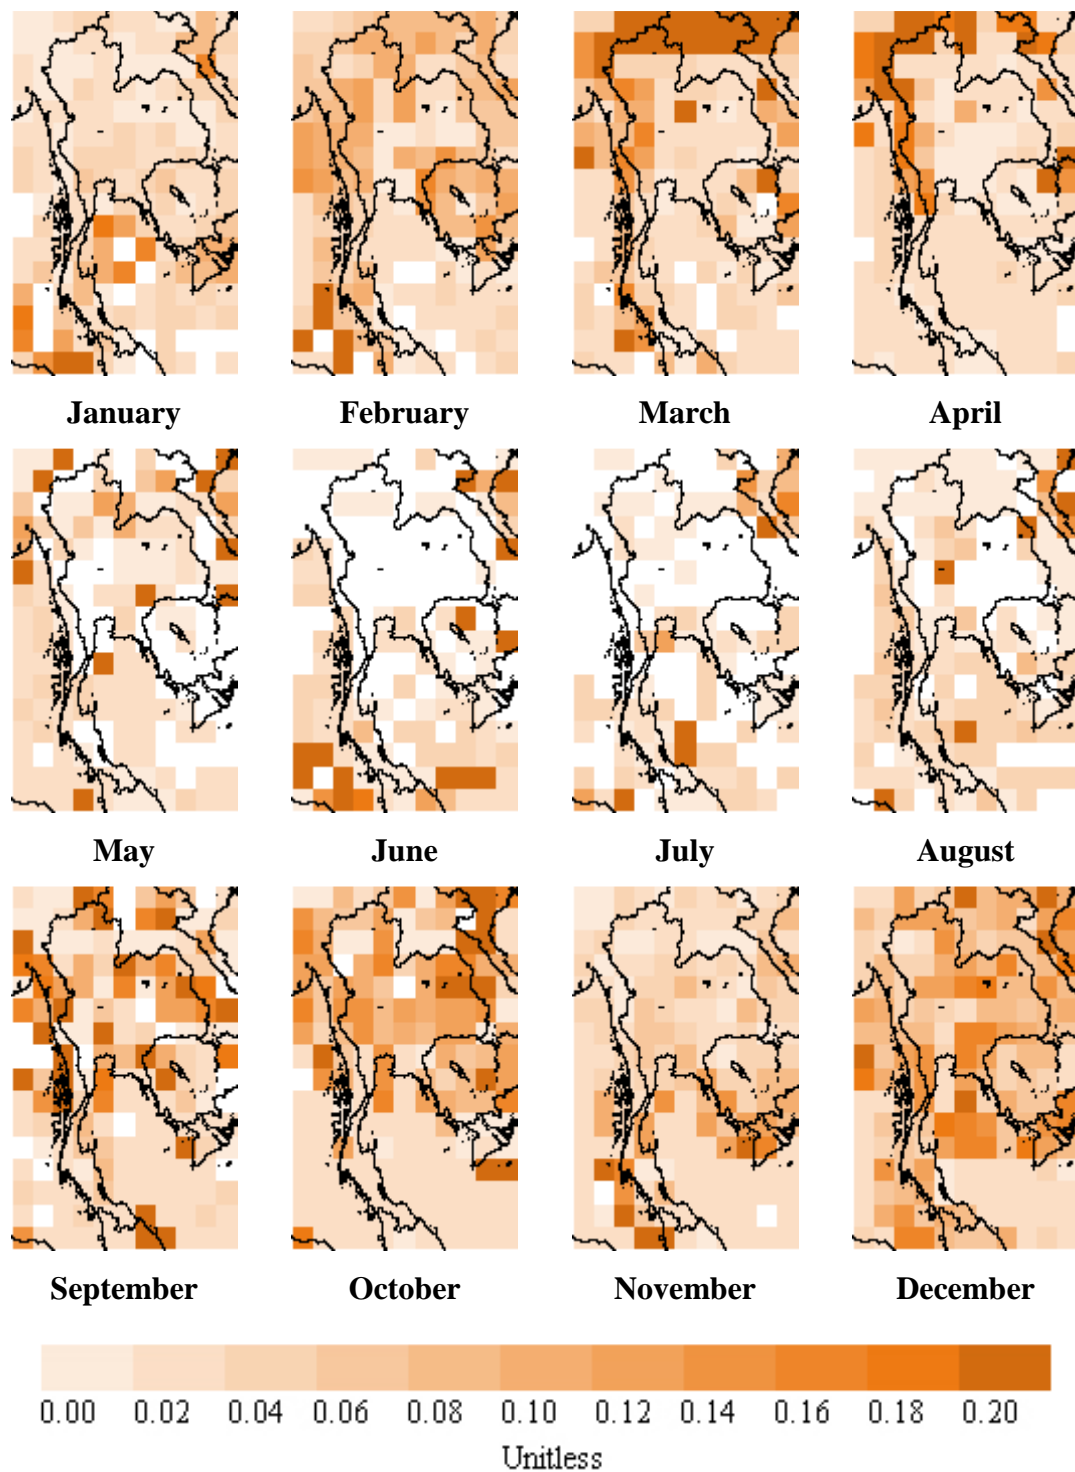 January February March April
May June July August
September October November December
0.00 0.02 0.04 0.06 0.08 0.10 0.12 0.14 0.16 0.18 0.20
Unitless